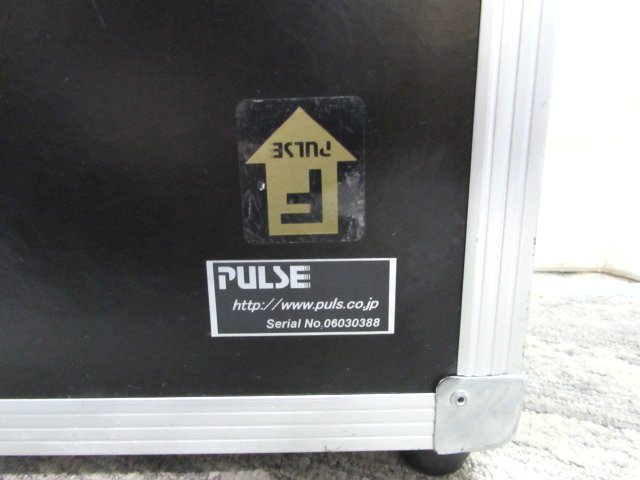 PULSE
F
PULSE
http://www.puls.co.jp
Serial No.06030388